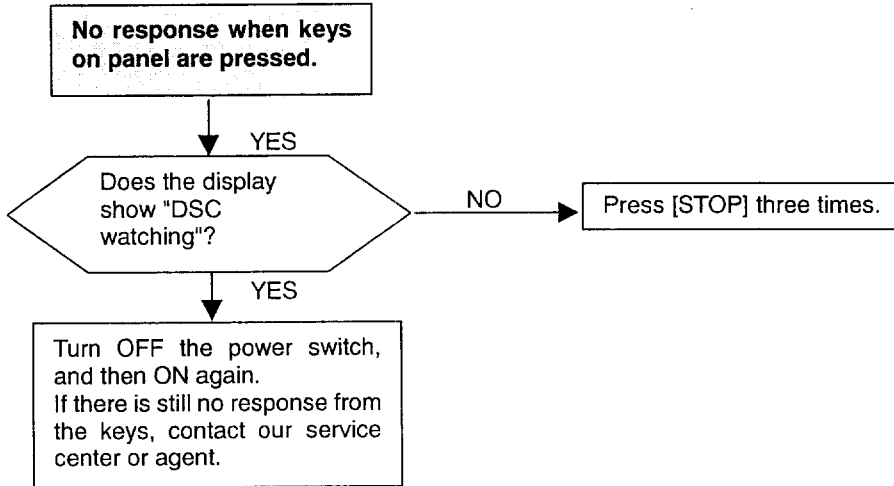 No response when keys
on panel are pressed.
YES
Does the display
show "DSC
watching"?
NO
Press [STOP] three times.
YES
Turn OFF the power switch,
and then ON again.
If there is still no response from
the keys, contact our service
center or agent.